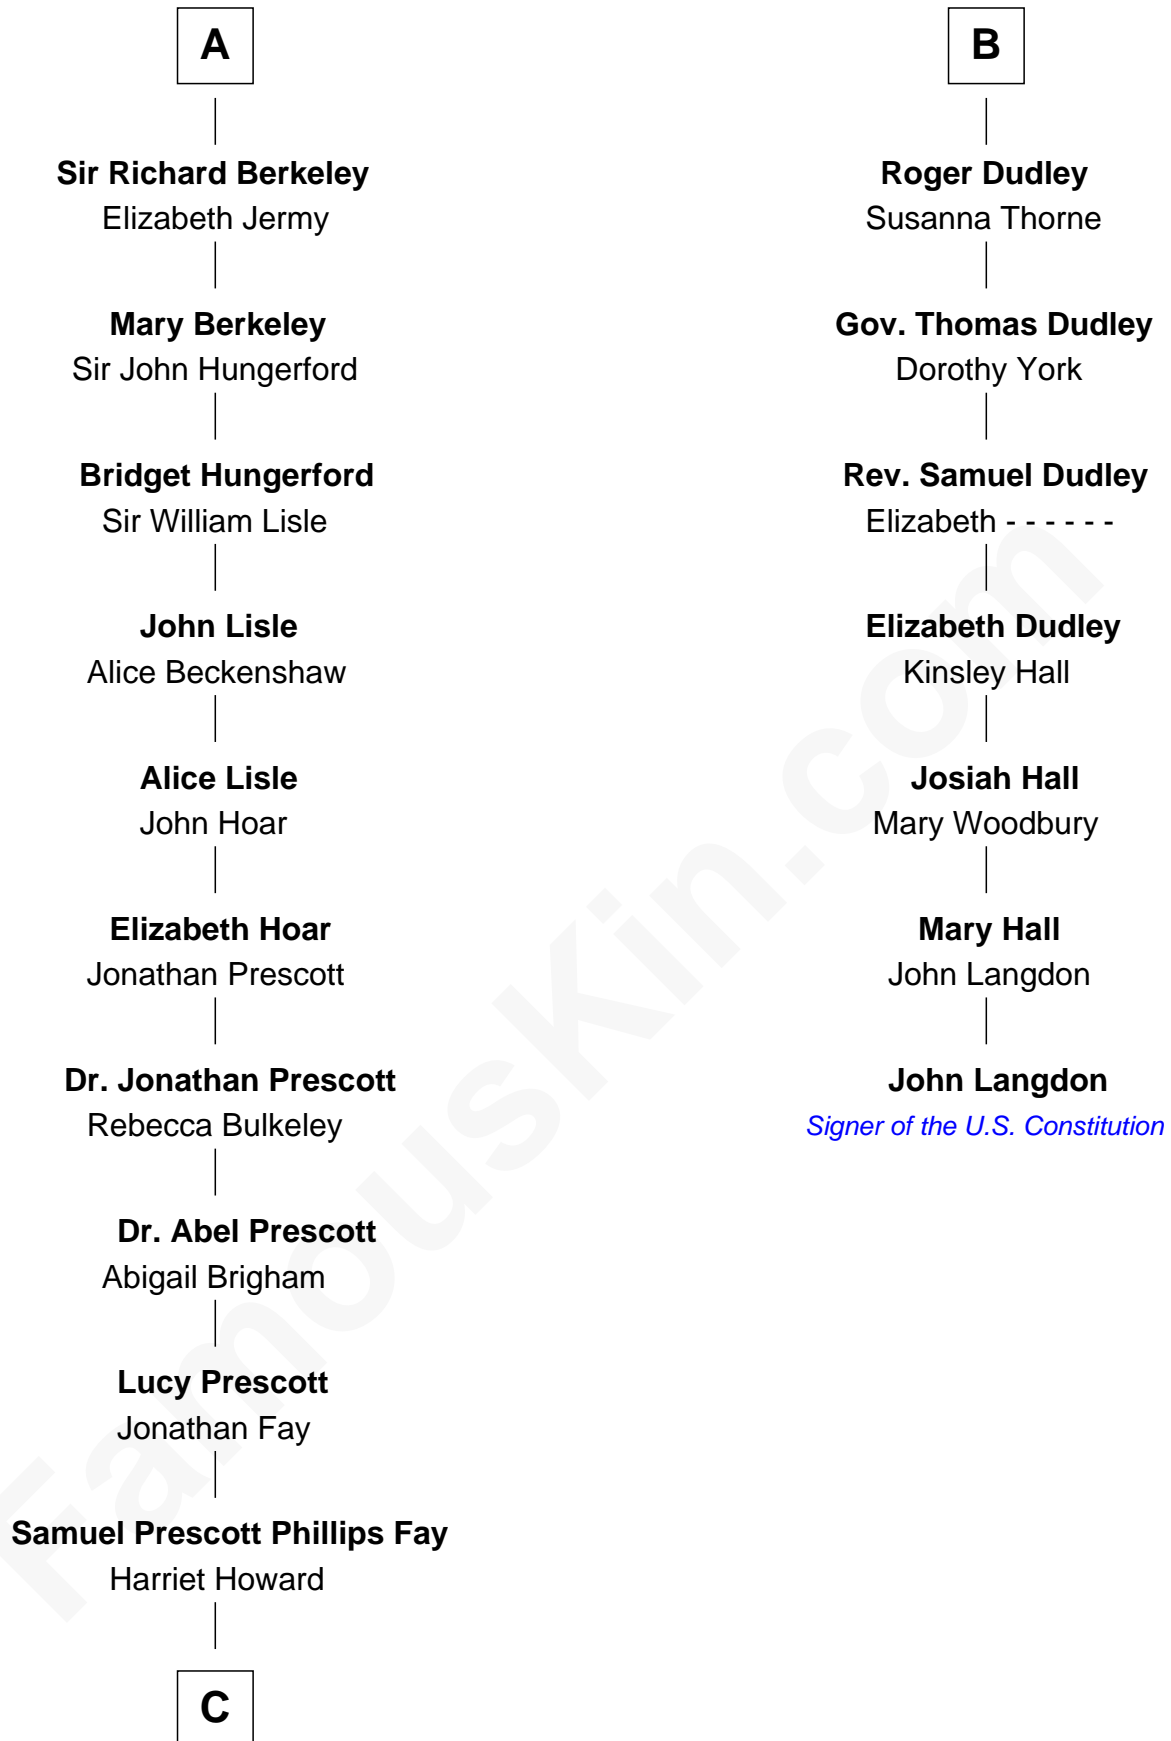 A
Sir Richard Berkeley
Elizabeth Jermy
Mary Berkeley
Sir John Hungerford
Bridget Hungerford
Sir William Lisle
John Lisle
Alice Beckenshaw
Alice Lisle
John Hoar
Elizabeth Hoar
Jonathan Prescott
Dr. Jonathan Prescott
Rebecca Bulkeley
Dr. Abel Prescott
Abigail Brigham
Lucy Prescott
Jonathan Fay
Samuel Prescott Phillips Fay
Harriet Howard
C
B
Roger Dudley
Susanna Thorne
Gov. Thomas Dudley
Dorothy York
Rev. Samuel Dudley
Elizabeth - - - - - -
Elizabeth Dudley
Kinsley Hall
Josiah Hall
Mary Woodbury
Mary Hall
John Langdon
John Langdon
Signer of the U.S. Constitution
FamousKin.com